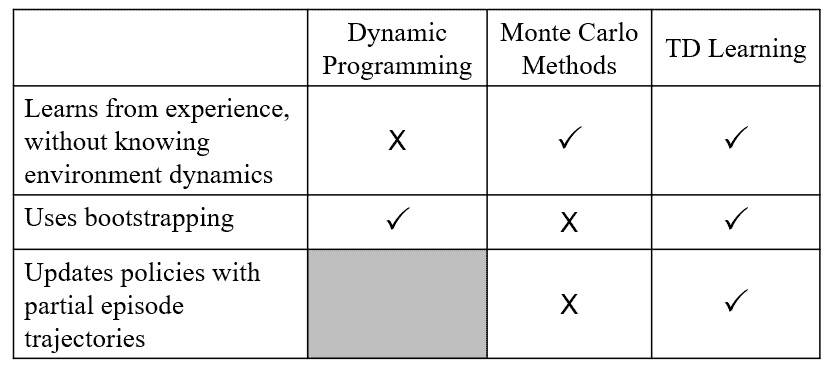 Dynamic
Programming
Monte Carlo
Methods
TD Learning
Learns from experience,
without knowing
environment dynamics
X
✓
✓
Uses bootstrapping
✓
X
✓
Updates policies with
partial episode
trajectories
X
✓